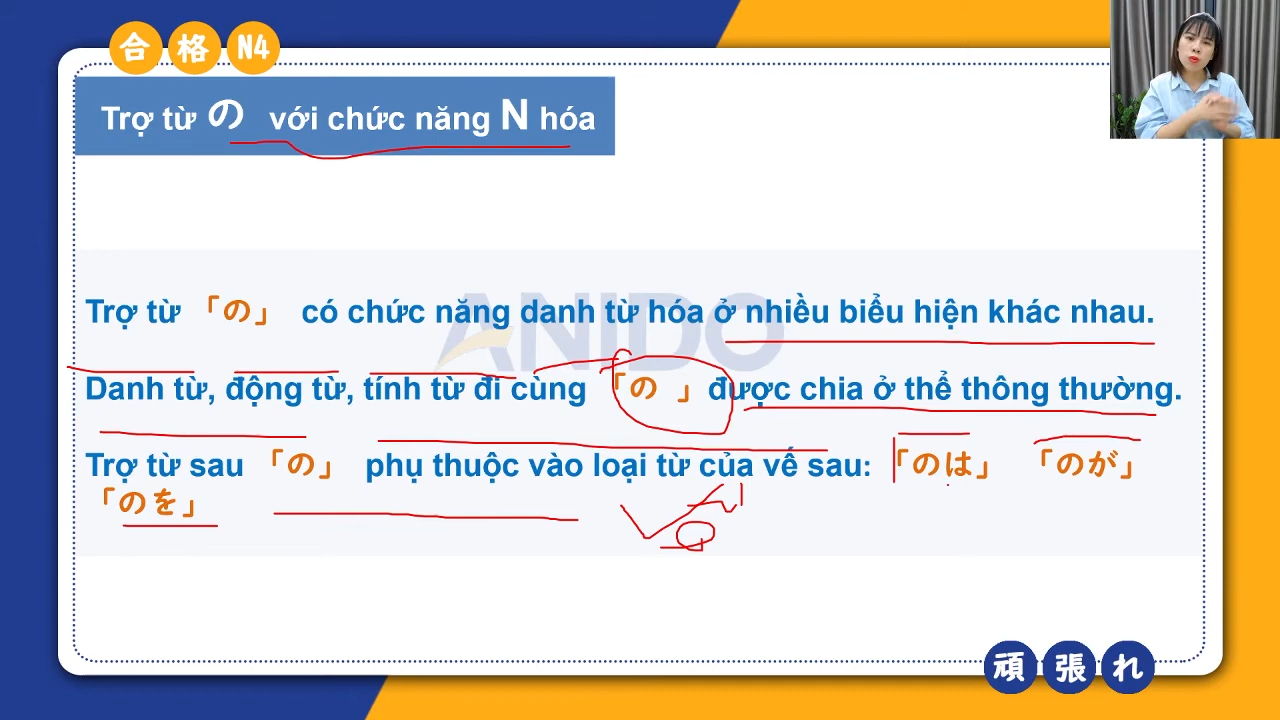 合格N4
Trợ từ の với chức năng N hóa
ANIDO
Trợ từ 「の」 có chức năng danh từ hóa ở nhiều biểu hiện khác nhau.
Danh từ, động từ, tính từ đi cùng 「の 」được chia ở thể thông thường.
Trợ từ sau 「の」 phụ thuộc vào loại từ của vế sau: 「のは」 「のが」
「のを」
頑張れ